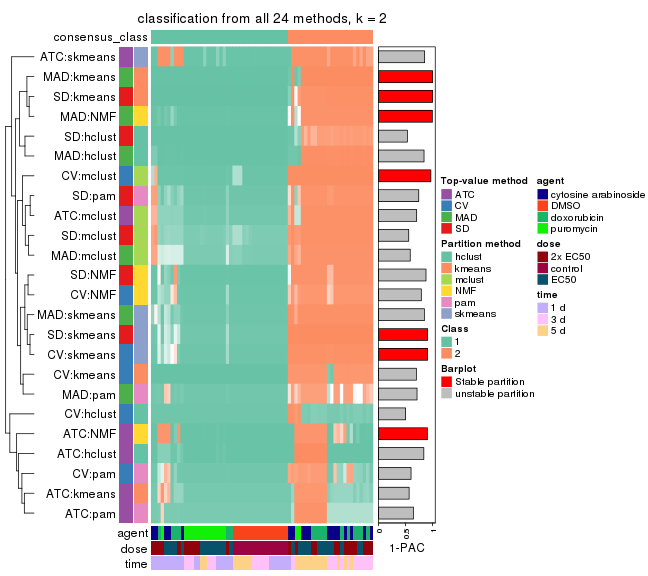 classification from all 24 methods, k = 2
consensus_class
ATC:skmeans
MAD:kmeans
SD:kmeans
MAD:NMF
SD:hclust
MAD:hclust
CV:mclust
SD:pam
ATC:mclust
SD:mclust
MAD:mclust
SD:NMF
CV:NMF
MAD:skmeans
SD:skmeans
CV:skmeans
CV:kmeans
MAD:pam
CV:hclust
ATC:NMF
ATC:hclust
CV:pam
ATC:kmeans
ATC:pam
agent
dose
time
0
0.5
1
1-PAC
Top-value method
ATC
CV
MAD
SD
Partition method
hclust
kmeans
mclust
NMF
pam
skmeans
Class
1
2
Barplot
Stable partition
unstable partition
agent
cytosine arabinoside
DMSO
doxorubicin
puromycin
dose
2x EC50
control
EC50
time
1 d
3 d
5 d